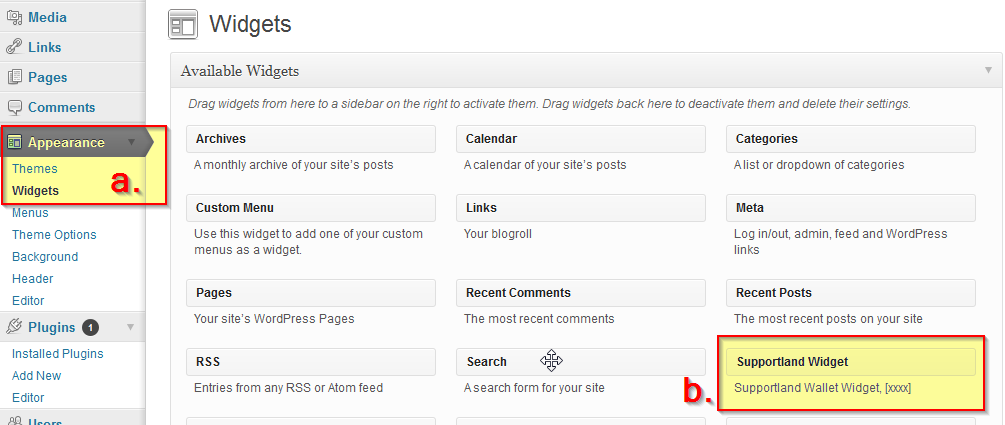 Media
Links
Pages
Comments
Appearance
Themes
a.
Widgets
Menus
Theme Options
Background
Header
Editor
Plugins 1
Installed Plugins
Add New
Editor
Users
Widgets
Available Widgets
Drag widgets from here to a sidebar on the right to activate them. Drag widgets back here to deactivate them and delete their settings.
Archives
A monthly archive of your site's posts
Calendar
A calendar of your site's posts
Categories
A list or dropdown of categories
Custom Menu
Use this widget to add one of your custom
menus as a widget.
Links
Your blogroll
Meta
Log in/out, admin, feed and WordPress
links
Pages
Your site's WordPress Pages
Recent Comments
The most recent comments
Recent Posts
The most recent posts on your site
RSS
Entries from any RSS or Atom feed
Search
A search form for your site
b.
Supportland Widget
Supportland Wallet Widget, [xxxx]